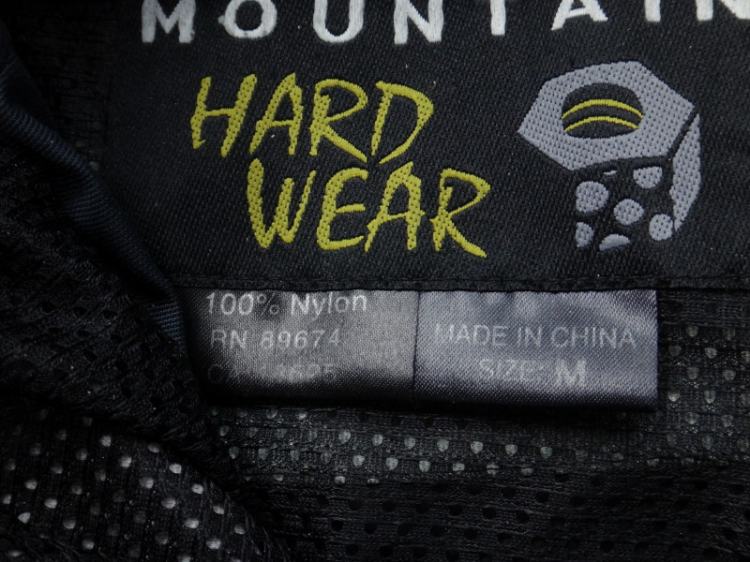 MOUNTAIN
HARD
WEAR
100% Nylon
RN 89674
MADE IN CHINA
SIZE: M